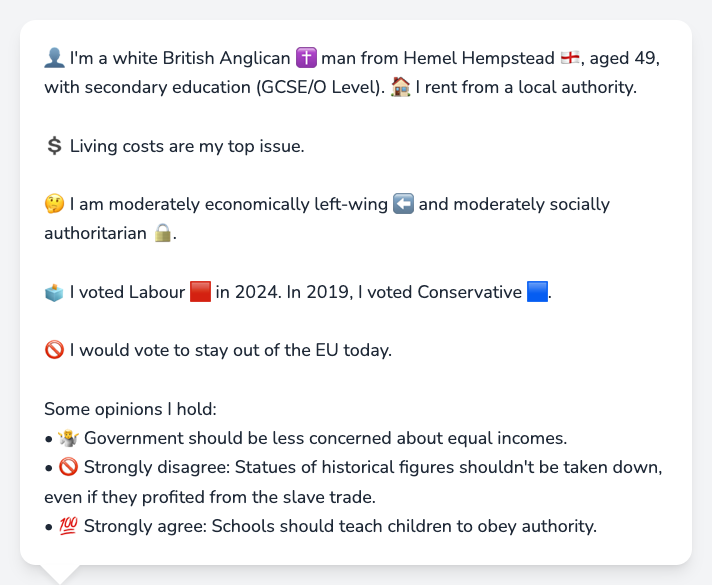 👤 I'm a white British Anglican ✝️ man from Hemel Hempstead 🏴󠁧󠁢󠁥󠁮󠁧󠁿, aged 49,
with secondary education (GCSE/O Level). 🏠 I rent from a local authority.
💲 Living costs are my top issue.
🤔 I am moderately economically left-wing ⬅️ and moderately socially
authoritarian 🔒.
🗳️ I voted Labour 🟥 in 2024. In 2019, I voted Conservative 🟦.
🚫 I would vote to stay out of the EU today.
Some opinions I hold:
• 🤷 Government should be less concerned about equal incomes.
• 🚫 Strongly disagree: Statues of historical figures shouldn't be taken down,
even if they profited from the slave trade.
• 💯 Strongly agree: Schools should teach children to obey authority.